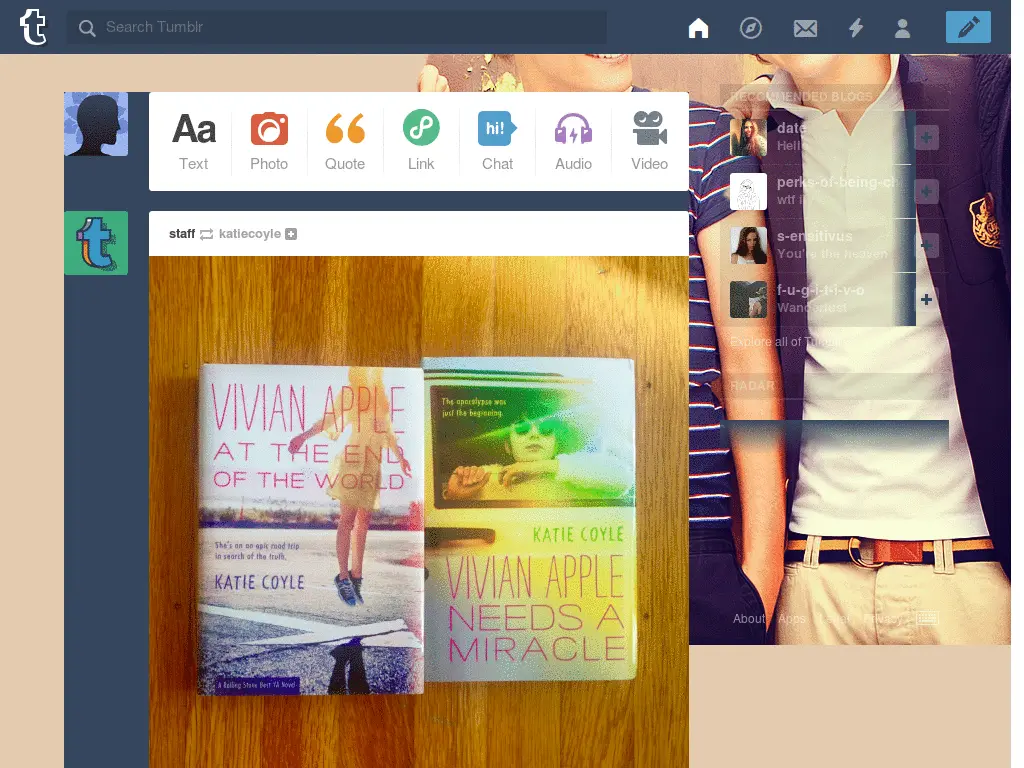 Search Tumblr
Aa
hi!
Text
Photo
Quote
Link
Chat
Audio
Video
staff katiecoyle
VIVIAN APPLE
AT THE END
OF THE WORLD
She's on an epic road trip
in search of the truth.
KATIE COYLE
A Rolling Stone Best YA Novel
The apocalypse was
just the beginning.
KATIE COYLE
VIVIAN APPLE
NEEDS A
MIRACLE
RECOMMENDED BLOGS
date
Hell
perks-of-being-ch
wtf i
s-ensitivus
You're the heaven
f-u-g-i-t-i-v-o
Wanderlust
Explore all of Tumblr
RADAR
About Apps Legal Privacy